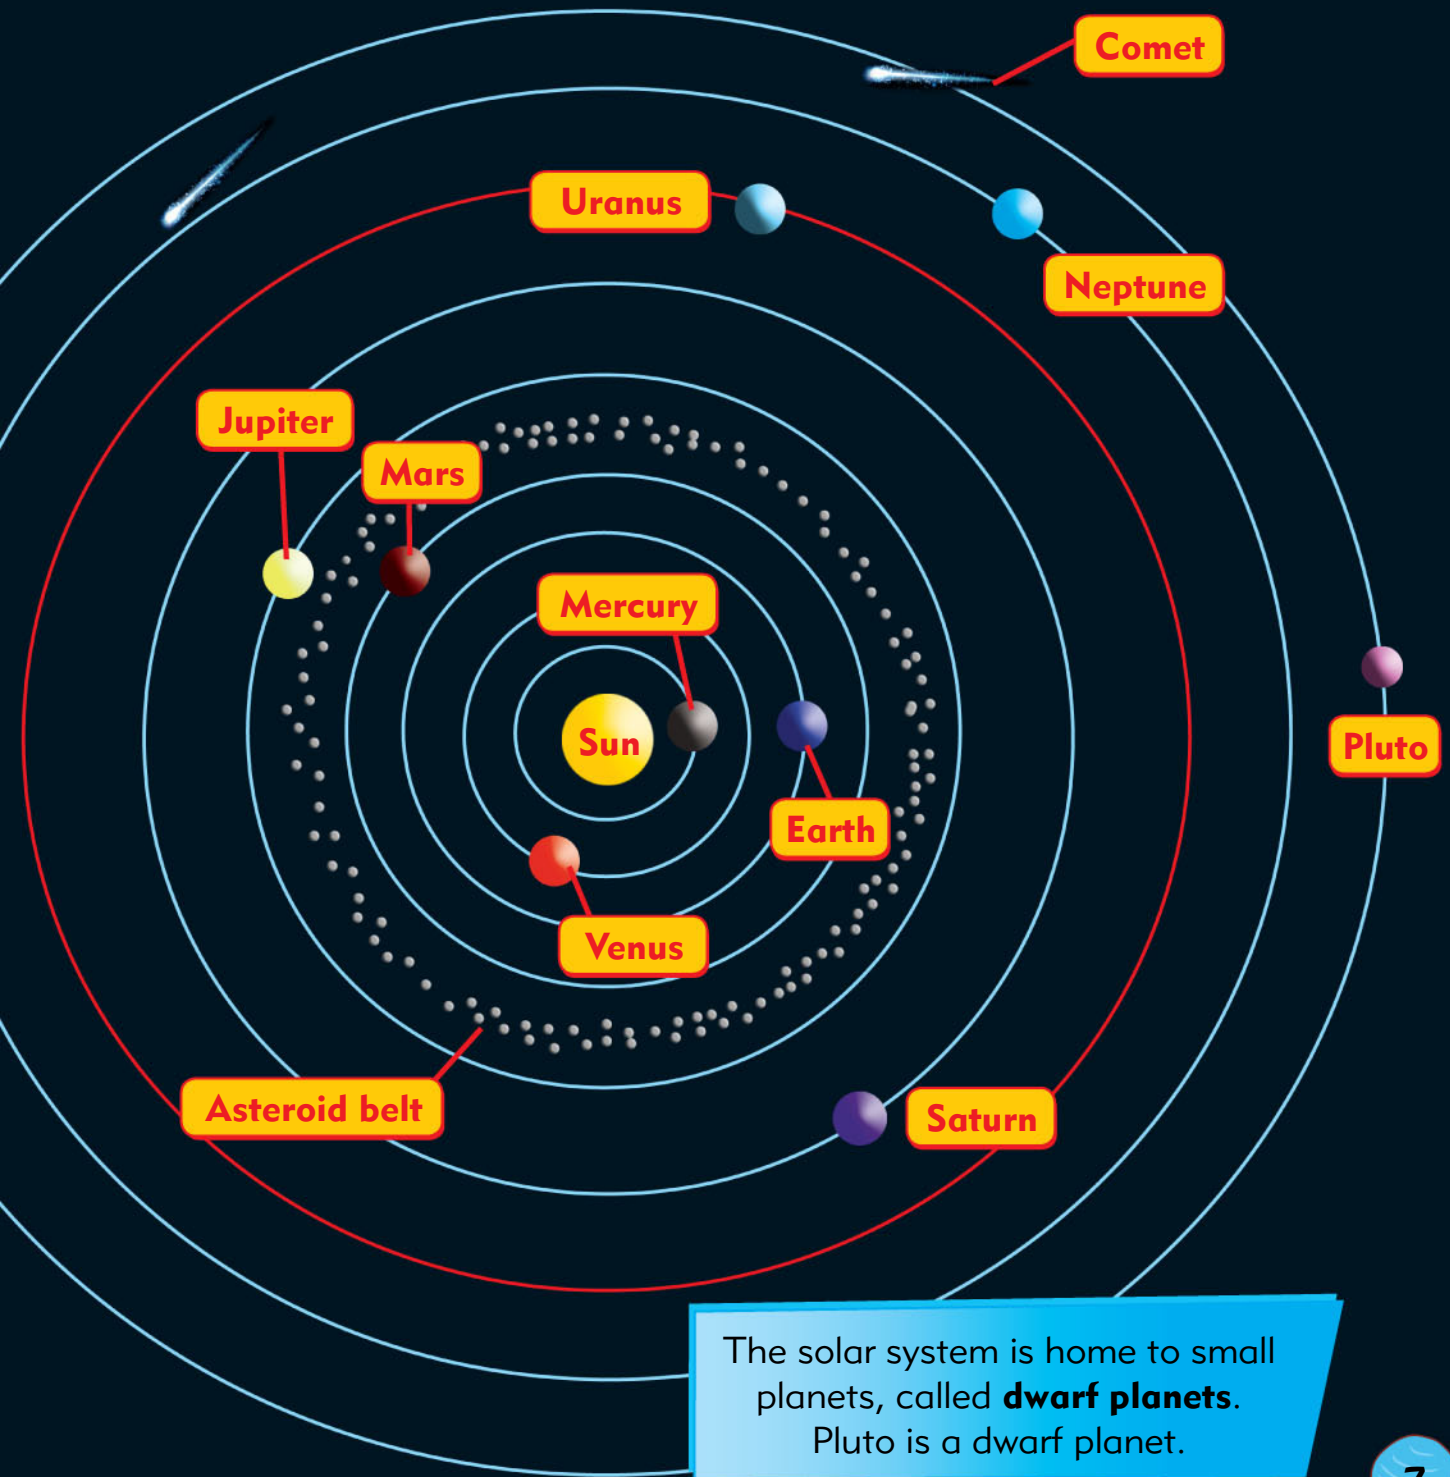 Comet
Uranus
Neptune
Jupiter
Mars
Mercury
Sun
Pluto
Earth
Venus
Asteroid belt
Saturn
The solar system is home to small
planets, called dwarf planets.
Pluto is a dwarf planet.